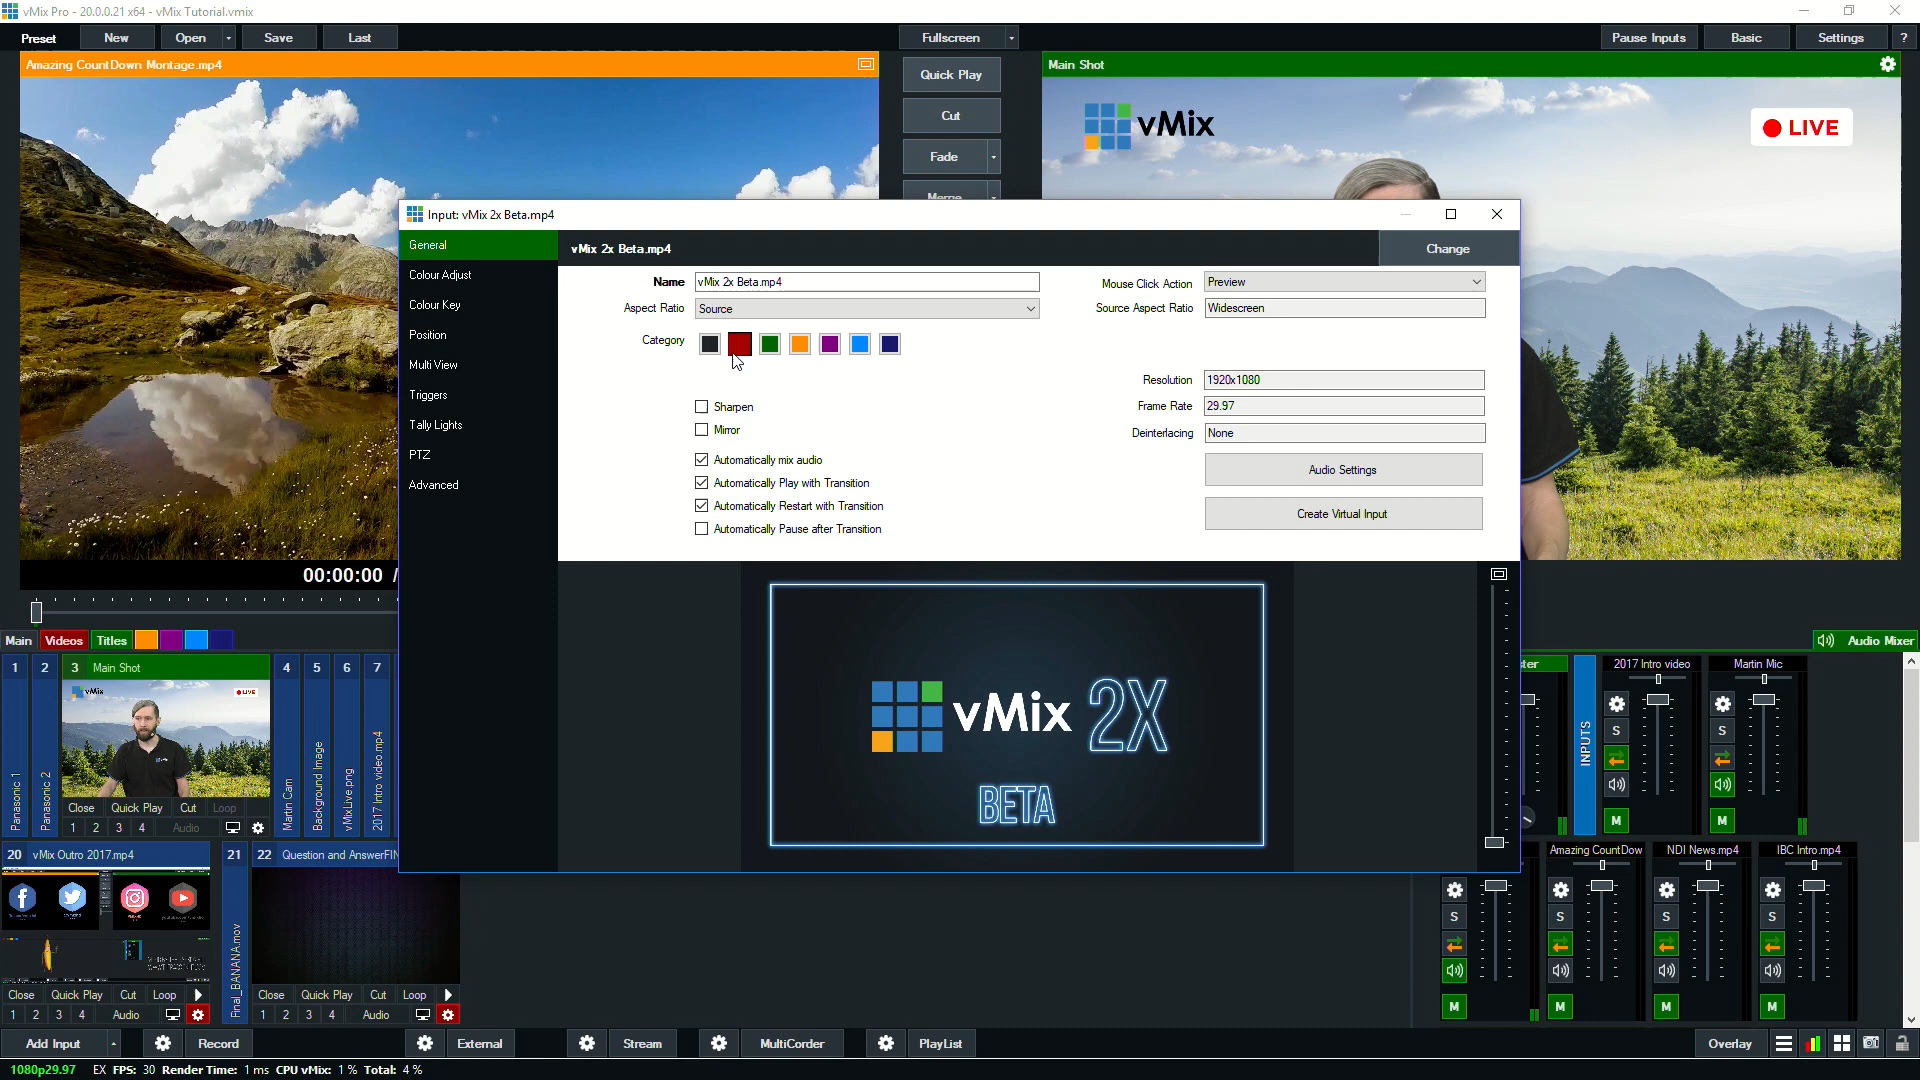 vMix Pro - 20.0.0.21 x64 - vMix Tutorial.vmix
Preset New Open Save Last Fullscreen Pause Inputs Basic Settings ?
Amazing CountDown Montage.mp4
Quick Play
Cut
Fade
Merge
Main Shot
vMix
LIVE
00:00:00 /
Input: vMix 2x Beta.mp4
General
Colour Adjust
Colour Key
Position
Multi View
Triggers
Tally Lights
PTZ
Advanced
vMix 2x Beta.mp4 Change
Name vMix 2x Beta.mp4
Aspect Ratio Source
Category
Sharpen
Mirror
Automatically mix audio
Automatically Play with Transition
Automatically Restart with Transition
Automatically Pause after Transition
Mouse Click Action Preview
Source Aspect Ratio Widescreen
Resolution 1920x1080
Frame Rate 29.97
Deinterlacing None
Audio Settings
Create Virtual Input
vMix 2X
BETA
Main Videos Titles
Audio Mixer
1 Panasonic 1
2 Panasonic 2
3 Main Shot
vMix
LIVE
Close Quick Play Cut Loop
1 2 3 4 Audio
4 Martin Cam
5 Background Image
6 vMixLive.png
7 2017 Intro video.mp4
20 vMix Outro 2017.mp4
Close Quick Play Cut Loop
1 2 3 4 Audio
21 Final_BANANA.mov
22 Question and AnswerFIN
Close Quick Play Cut Loop
1 2 3 4 Audio
INPUTS
2017 Intro video
S
M
Martin Mic
S
M
S
M
Amazing CountDow
S
M
NDI News.mp4
S
M
IBC Intro.mp4
S
M
Add Input Record External Stream MultiCorder PlayList Overlay
1080p29.97 EX FPS: 30 Render Time: 1 ms CPU vMix: 1 % Total: 4 %